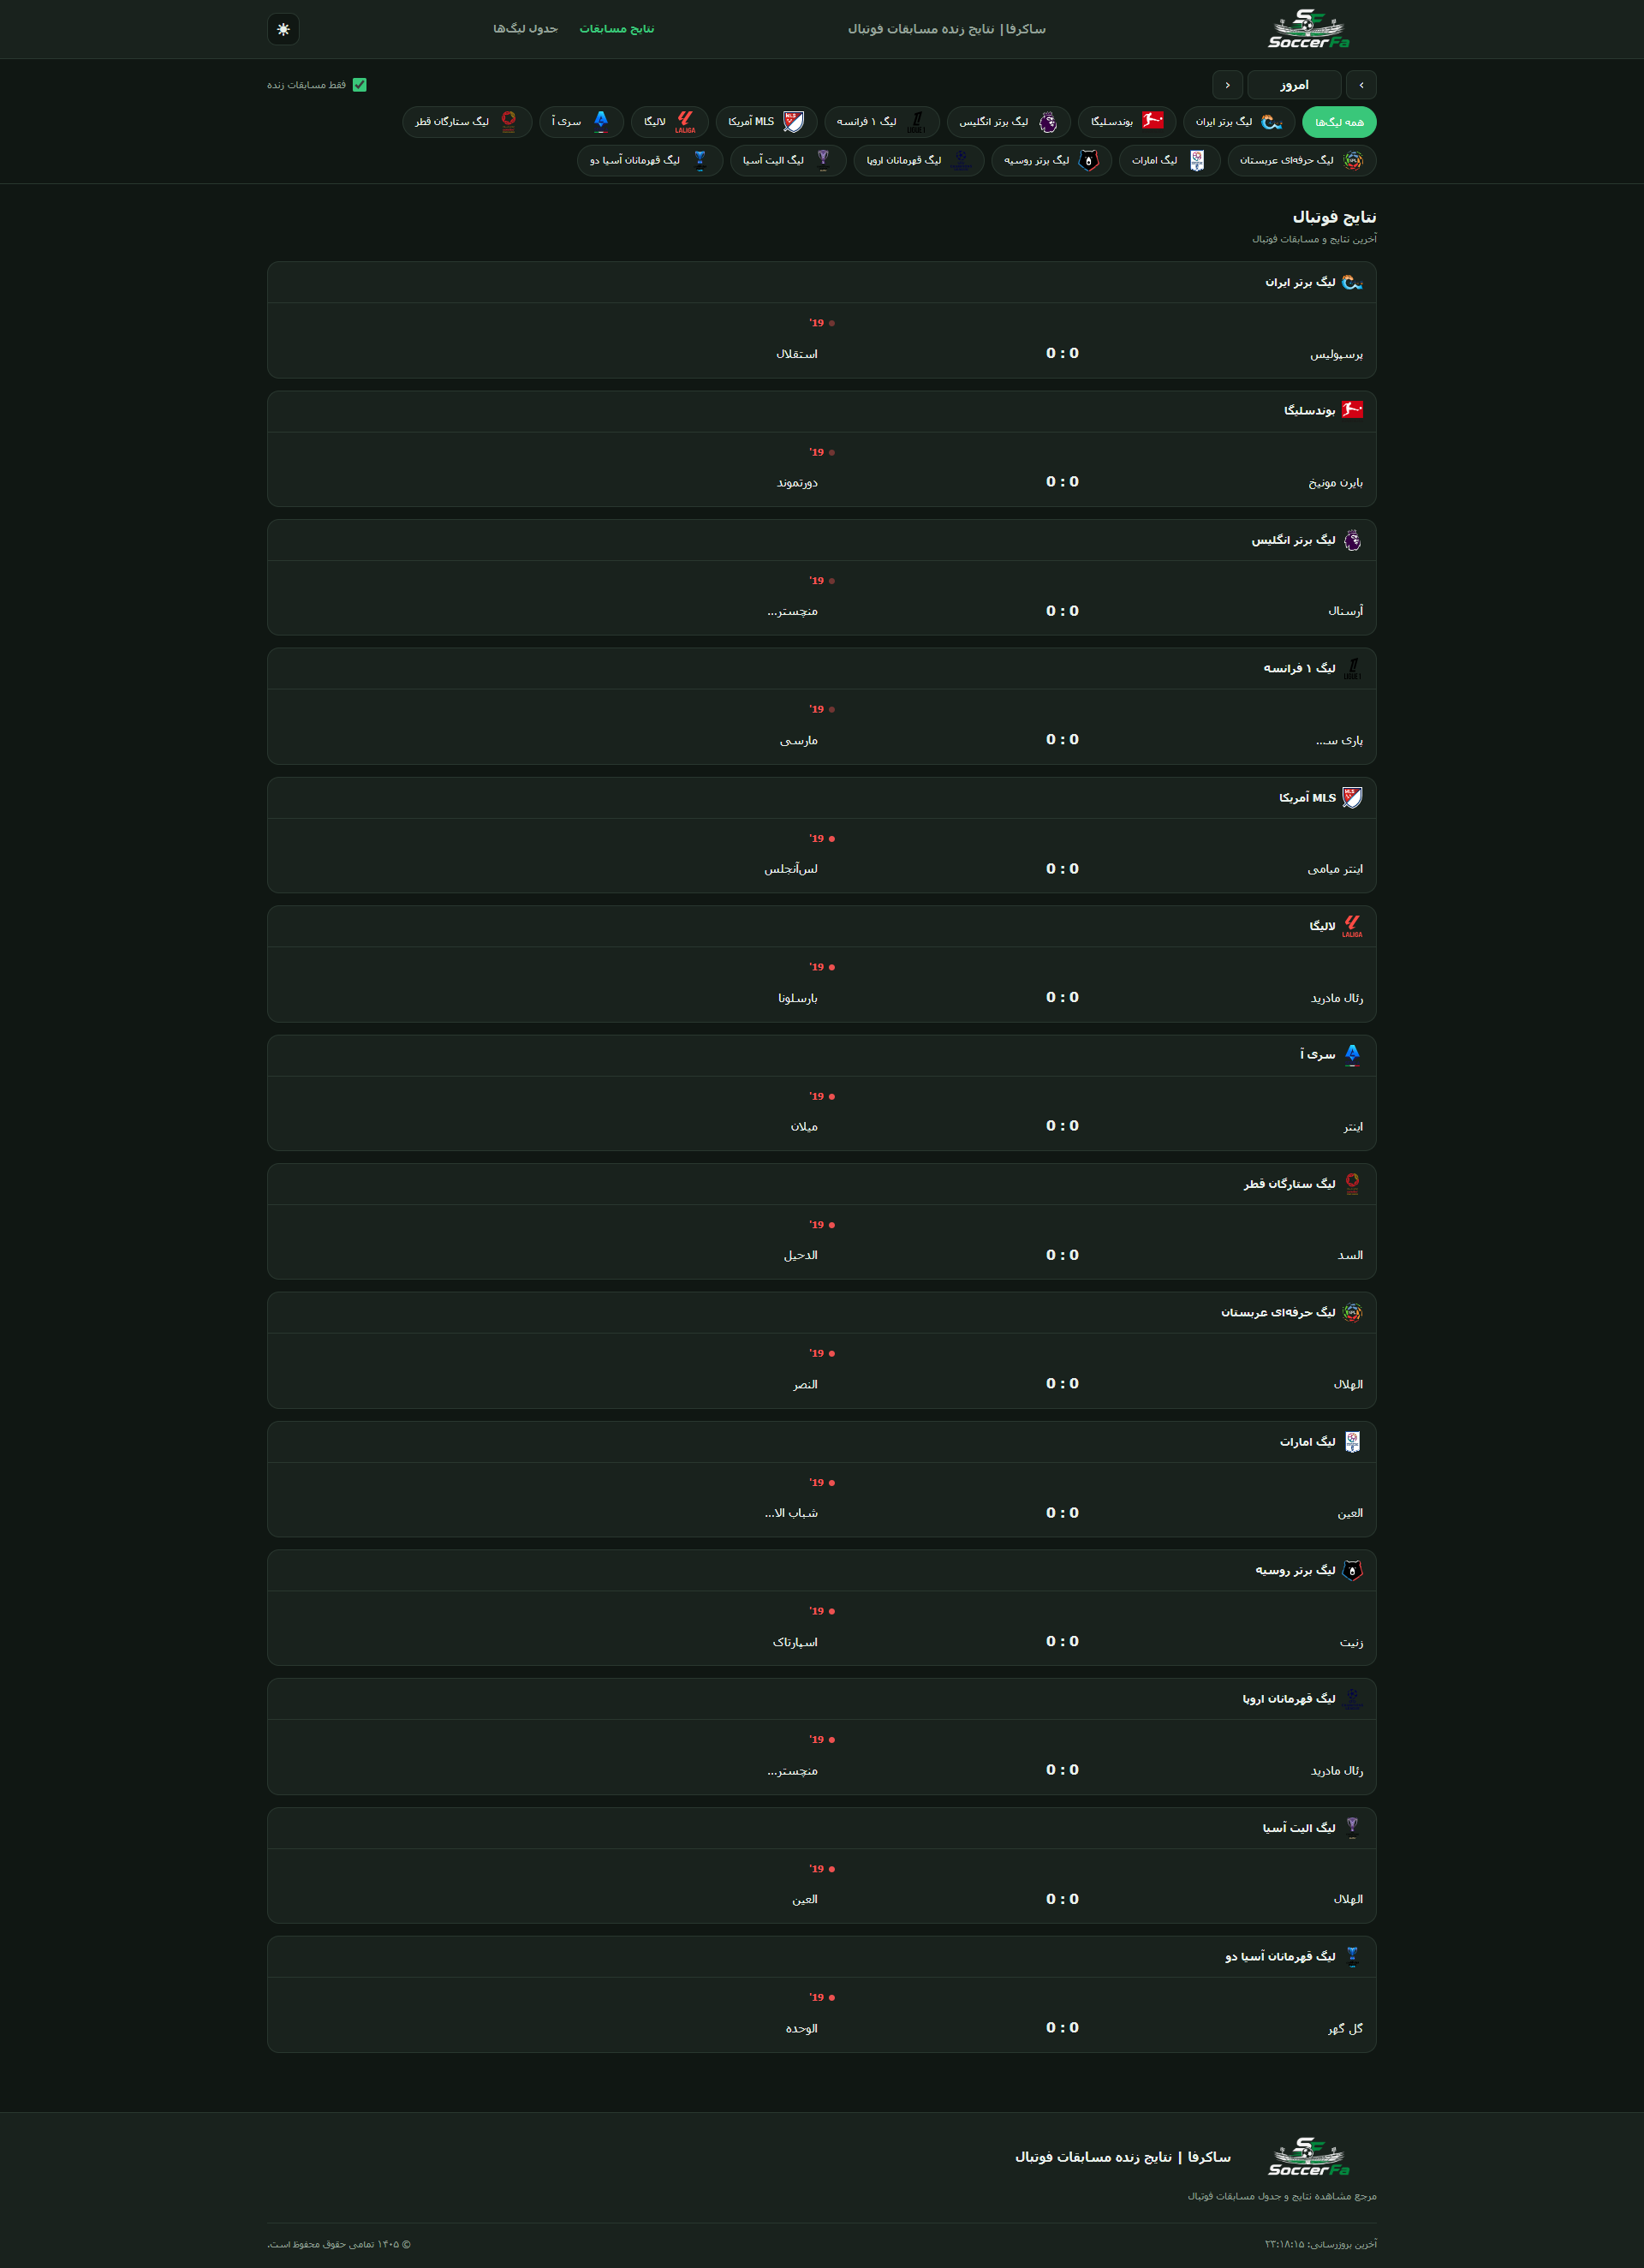 SF
SoccerFa
ساکرفا| نتایج زنده مسابقات فوتبال
نتایج مسابقات
جدول لیگ‌ها
‹ امروز ›
فقط مسابقات زنده
همه لیگ‌ها
لیگ برتر ایران
بوندسلیگا
لیگ برتر انگلیس
لیگ ۱ فرانسه
MLS آمریکا
لالیگا
سری آ
لیگ ستارگان قطر
لیگ حرفه‌ای عربستان
لیگ امارات
لیگ برتر روسیه
لیگ قهرمانان اروپا
لیگ الیت آسیا
لیگ قهرمانان آسیا دو
نتایج فوتبال
آخرین نتایج و مسابقات فوتبال
لیگ برتر ایران
19'
پرسپولیس 0 : 0 استقلال
بوندسلیگا
19'
بایرن مونیخ 0 : 0 دورتموند
لیگ برتر انگلیس
19'
آرسنال 0 : 0 منچستر...
لیگ ۱ فرانسه
19'
پاری سـ... 0 : 0 مارسی
MLS آمریکا
19'
اینتر میامی 0 : 0 لس‌آنجلس
لالیگا
19'
رئال مادرید 0 : 0 بارسلونا
سری آ
19'
اینتر 0 : 0 میلان
لیگ ستارگان قطر
19'
السد 0 : 0 الدحیل
لیگ حرفه‌ای عربستان
19'
الهلال 0 : 0 النصر
لیگ امارات
19'
العین 0 : 0 شباب الا...
لیگ برتر روسیه
19'
زنیت 0 : 0 اسپارتاک
لیگ قهرمانان اروپا
19'
رئال مادرید 0 : 0 منچستر...
لیگ الیت آسیا
19'
الهلال 0 : 0 العین
لیگ قهرمانان آسیا دو
19'
گل گهر 0 : 0 الوحده
SF
SoccerFa
ساکرفا | نتایج زنده مسابقات فوتبال
مرجع مشاهده نتایج و جدول مسابقات فوتبال
آخرین بروزرسانی: ۲۳:۱۸:۱۵
© ۱۴۰۵ تمامی حقوق محفوظ است.